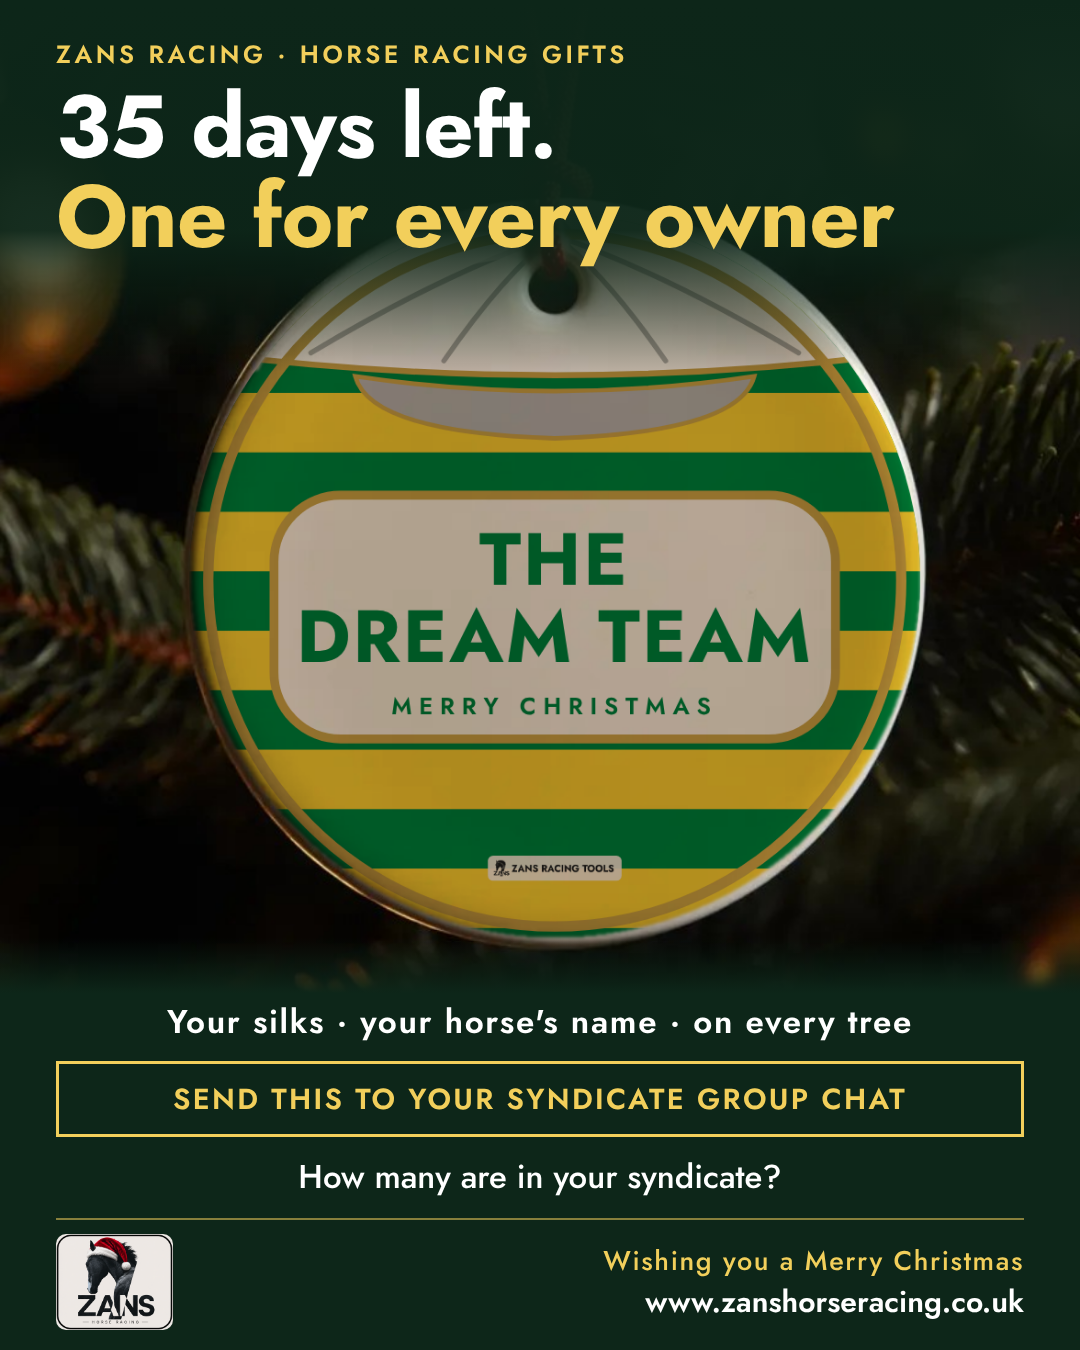 ZANS RACING · HORSE RACING GIFTS
35 days left.
One for every owner
THE
DREAM TEAM
MERRY CHRISTMAS
ZANS RACING TOOLS
Your silks · your horse's name · on every tree
SEND THIS TO YOUR SYNDICATE GROUP CHAT
How many are in your syndicate?
ZANS
HORSE RACING
Wishing you a Merry Christmas
www.zanshorseracing.co.uk